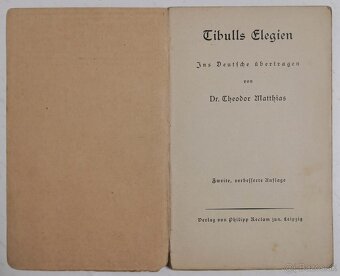 Tibulls Elegien
Ins Deutsche übertragen
von
Dr. Theodor Matthias
Zweite, verbesserte Auflage
Verlag von Philipp Reclam jun. Leipzig